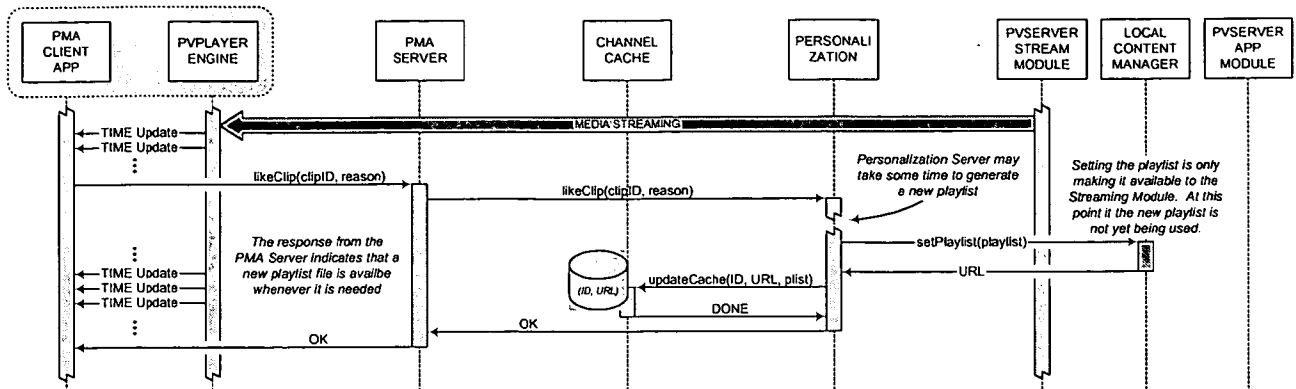 PMA
CLIENT
APP
PVPLAYER
ENGINE
PMA
SERVER
CHANNEL
CACHE
PERSONALI
ZATION
PVSERVER
STREAM
MODULE
LOCAL
CONTENT
MANAGER
PVSERVER
APP
MODULE
TIME Update
MEDIA STREAMING
TIME Update
likeClip(clipID, reason)
likeClip(clipID, reason)
Personalization Server may
take some time to generate
a new playlist
Setting the playlist is only
making it available to the
Streaming Module. At this
point it the new playlist is
not yet being used.
The response from the
PMA Server indicates that a
new playlist file is availbe
whenever it is needed
setPlaylist(playlist)
URL
TIME Update
TIME Update
TIME Update
(ID, URL)
updateCache(ID, URL, plist)
DONE
OK
OK